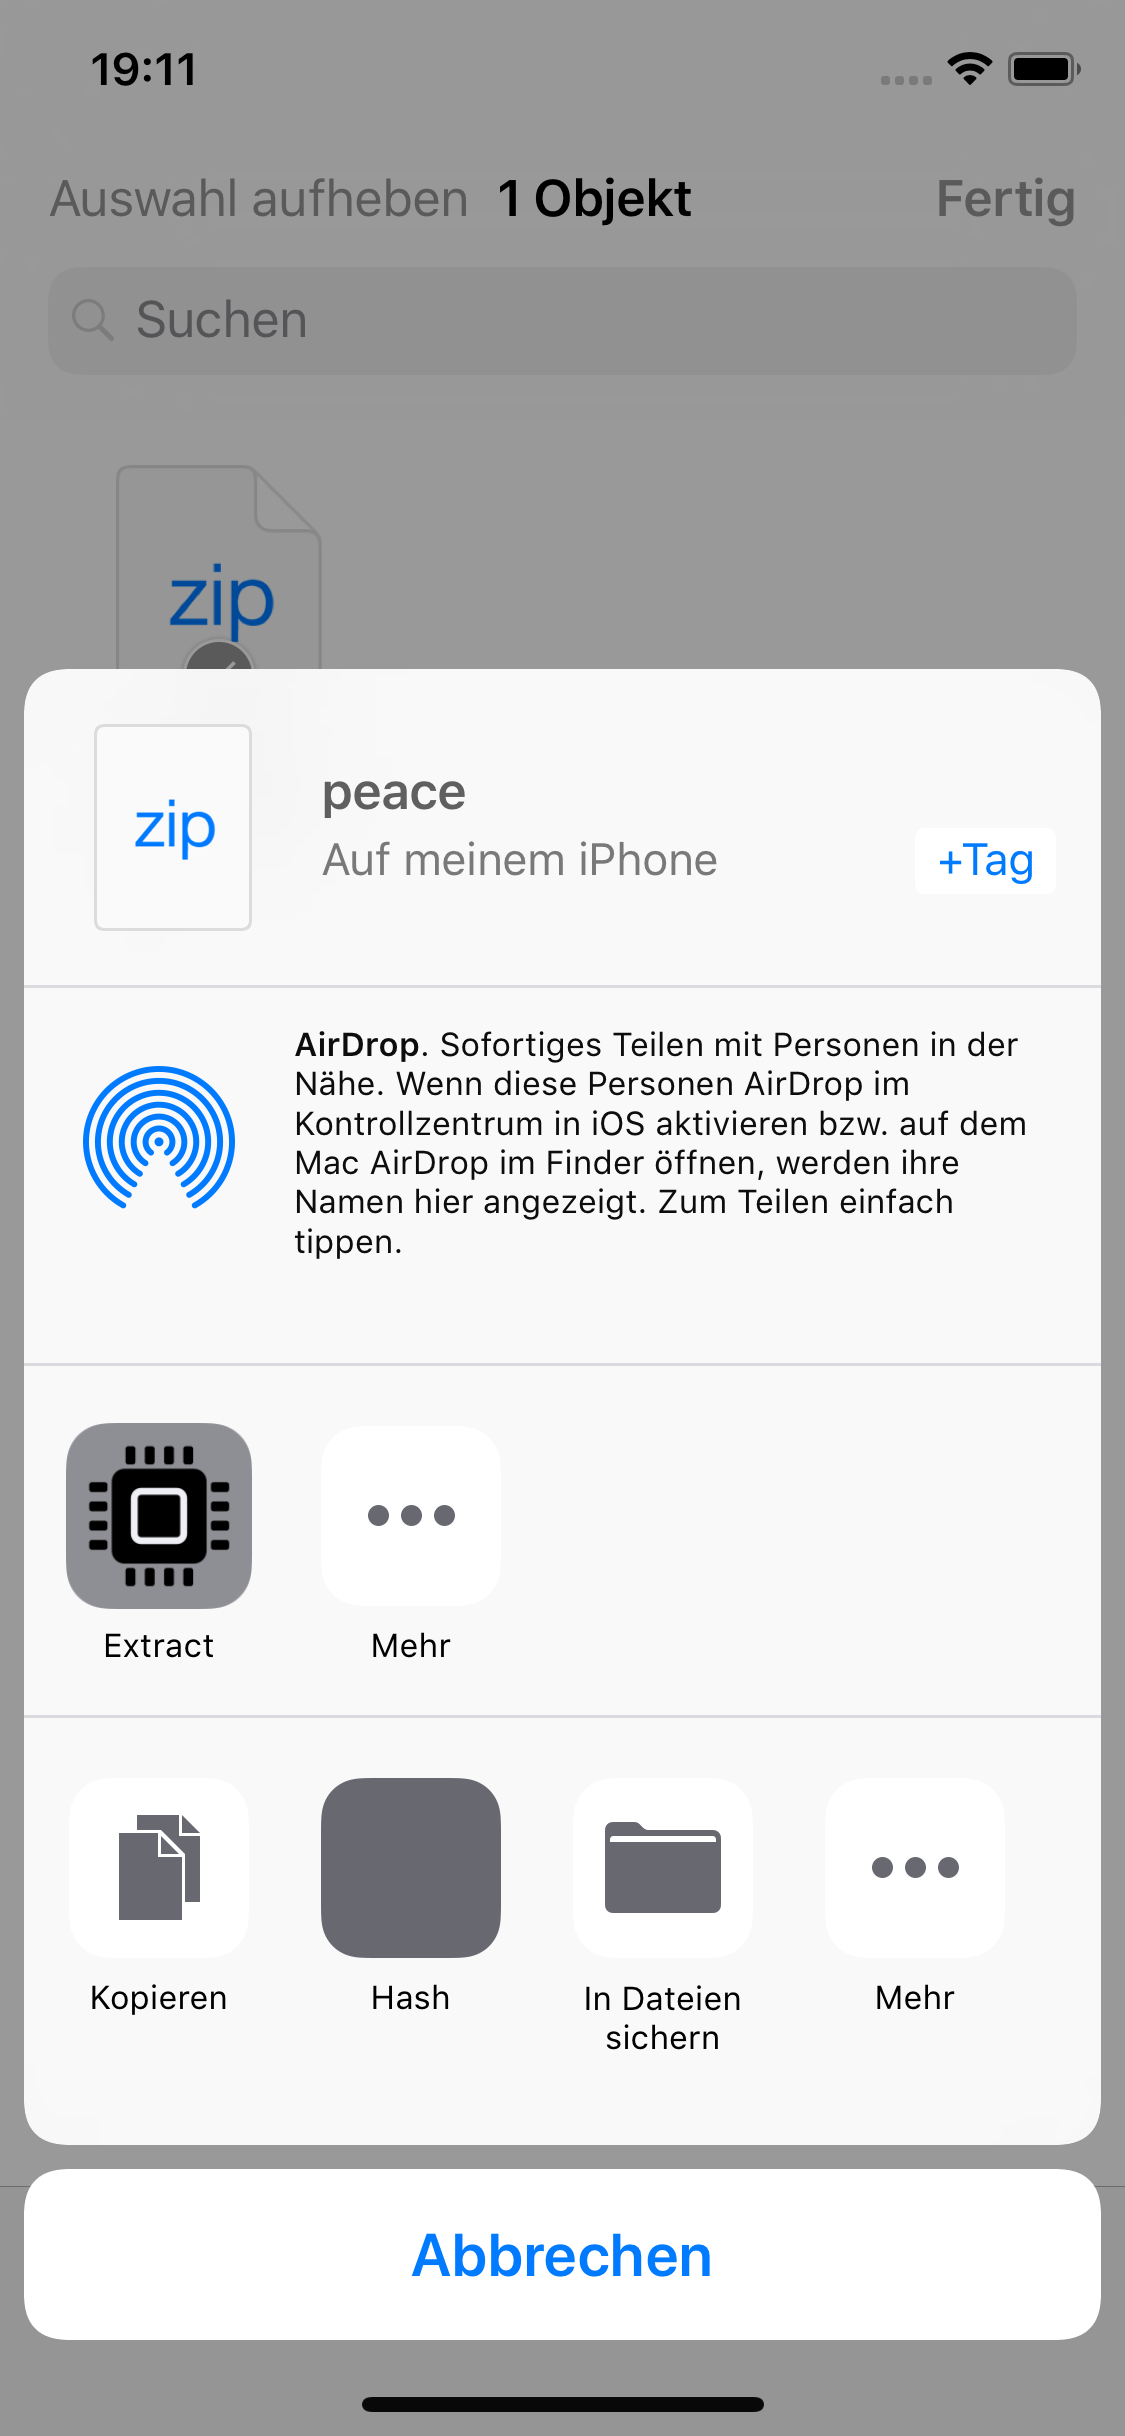 19:11
Auswahl aufheben 1 Objekt Fertig
Suchen
zip
zip
peace
Auf meinem iPhone
+Tag
AirDrop. Sofortiges Teilen mit Personen in der
Nähe. Wenn diese Personen AirDrop im
Kontrollzentrum in iOS aktivieren bzw. auf dem
Mac AirDrop im Finder öffnen, werden ihre
Namen hier angezeigt. Zum Teilen einfach
tippen.
Extract
Mehr
Kopieren
Hash
In Dateien
sichern
Mehr
Abbrechen